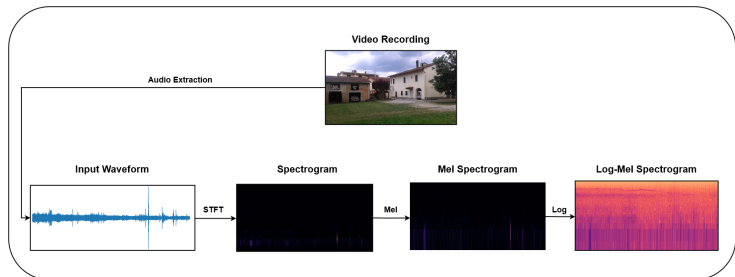 Video Recording
Audio Extraction
Input Waveform
Spectrogram
Mel Spectrogram
Log-Mel Spectrogram
STFT
Mel
Log